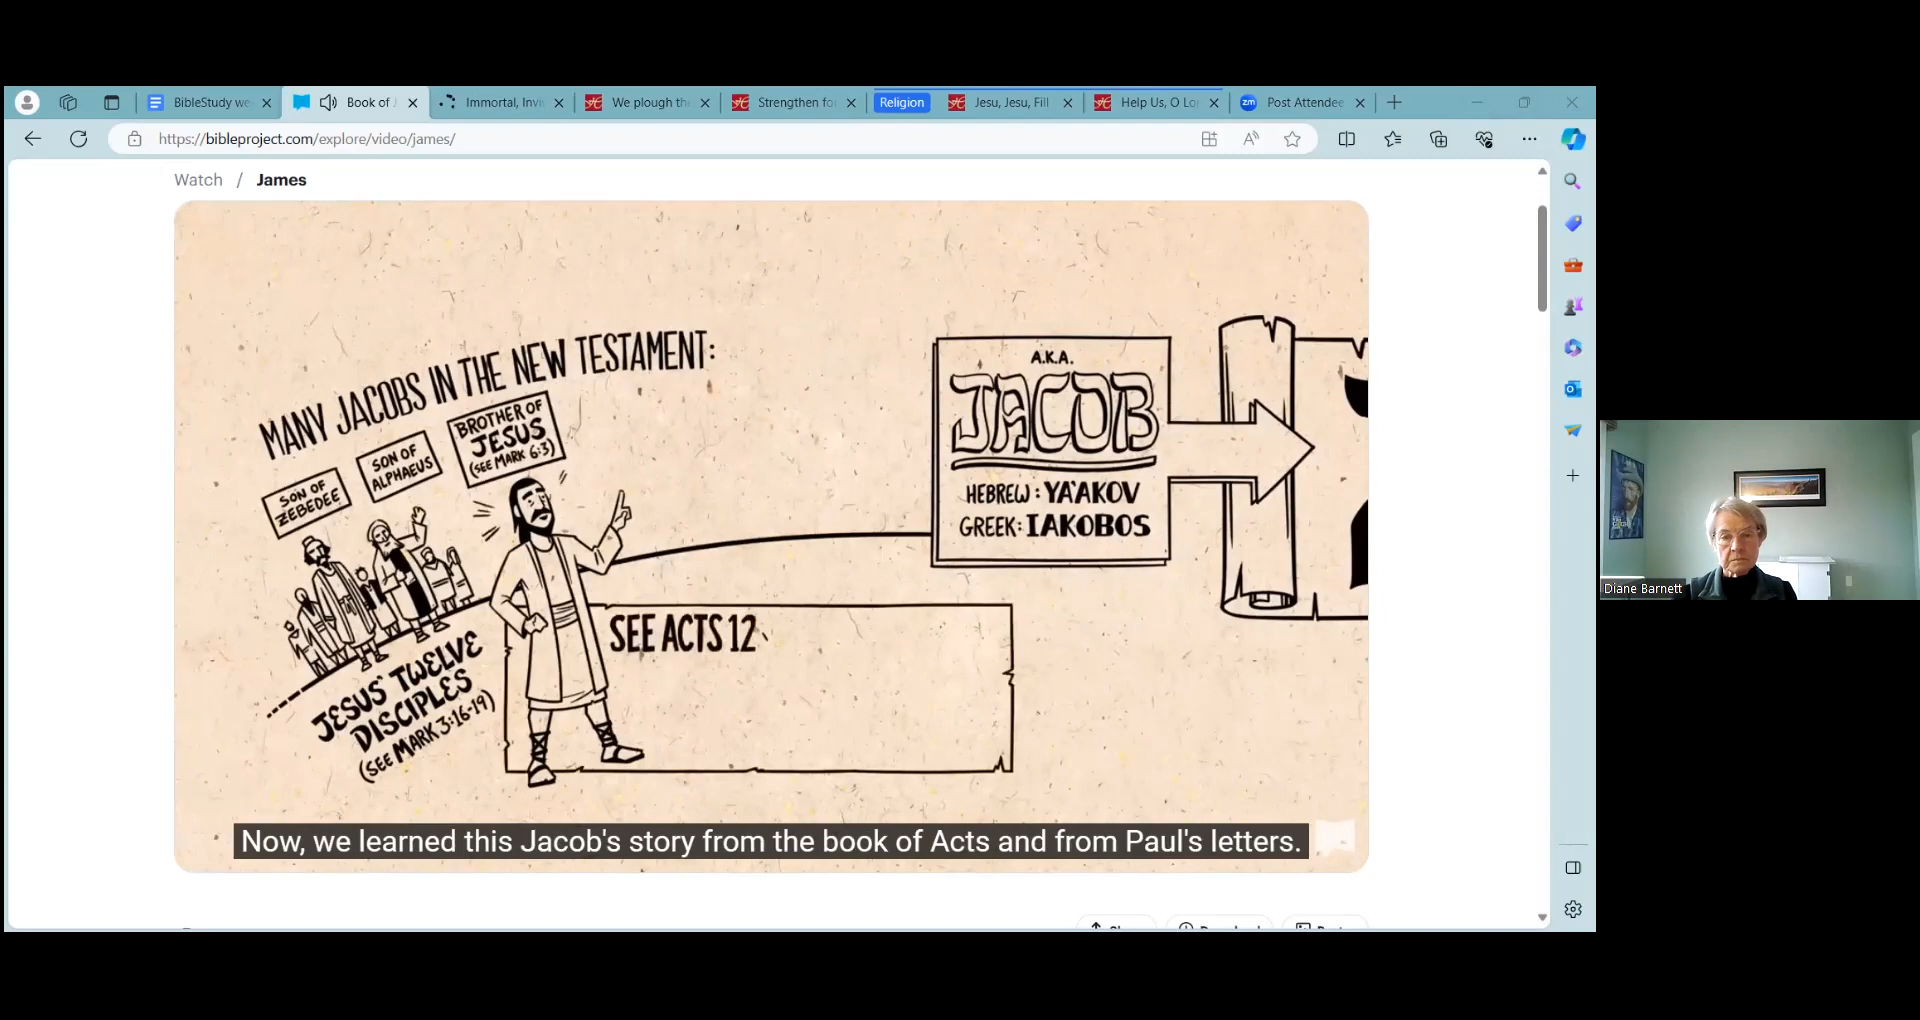 BibleStudy we
Book of J
Immortal, Invi
We plough th
Strengthen fo
Religion
Jesu, Jesu, Fill
Help Us, O Lo
zm
Post Attendee
https://bibleproject.com/explore/video/james/
Watch / James
MANY JACOBS IN THE NEW TESTAMENT:
SON OF
ZEBEDEE
SON OF
ALPHAEUS
BROTHER OF
JESUS
(SEE MARK 6:3)
JESUS' TWELVE
DISCIPLES
(SEE MARK 3:16-19)
SEE ACTS 12
A.K.A.
JACOB
HEBREW: YA'AKOV
GREEK: IAKOBOS
Now, we learned this Jacob's story from the book of Acts and from Paul's letters.
Diane Barnett